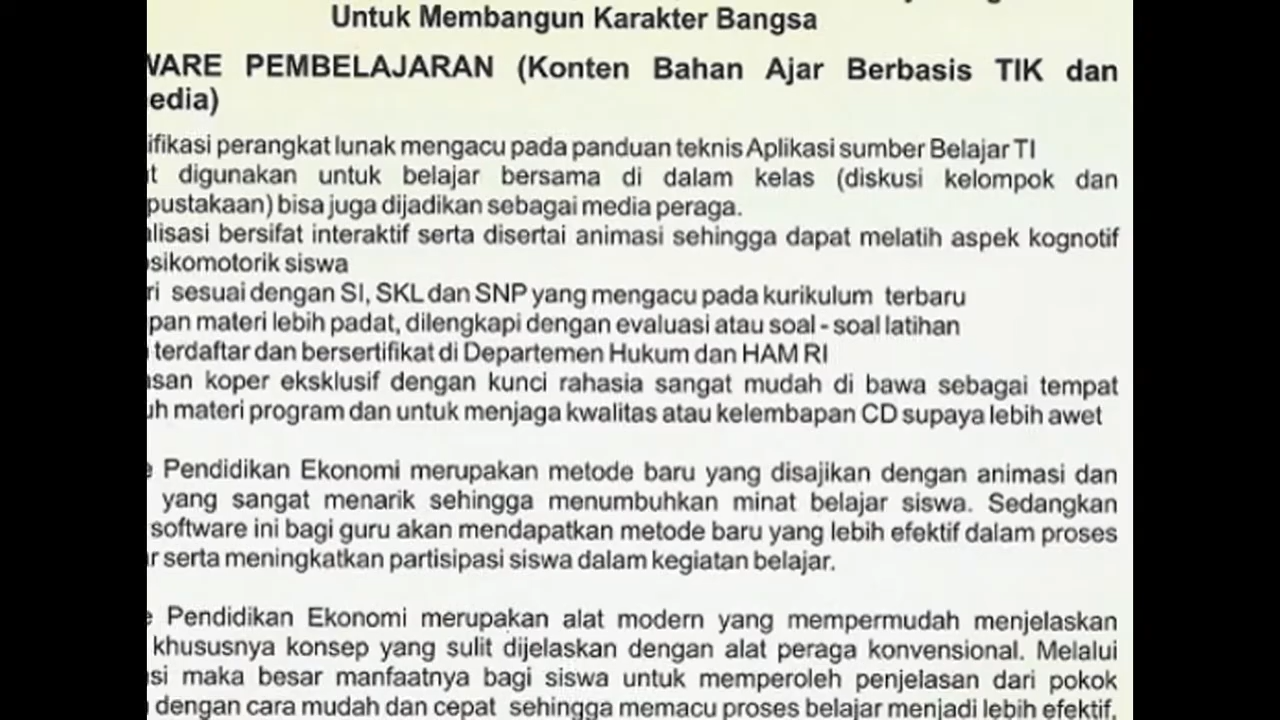 Untuk Membangun Karakter Bangsa
WARE PEMBELAJARAN (Konten Bahan Ajar Berbasis TIK dan
edia)
ifikasi perangkat lunak mengacu pada panduan teknis Aplikasi sumber Belajar TI
t digunakan untuk belajar bersama di dalam kelas (diskusi kelompok dan
pustakaan) bisa juga dijadikan sebagai media peraga.
alisasi bersifat interaktif serta disertai animasi sehingga dapat melatih aspek kognotif
sikomotorik siswa
ri sesuai dengan SI, SKL dan SNP yang mengacu pada kurikulum terbaru
pan materi lebih padat, dilengkapi dengan evaluasi atau soal - soal latihan
terdaftar dan bersertifikat di Departemen Hukum dan HAM RI
asan koper eksklusif dengan kunci rahasia sangat mudah di bawa sebagai tempat
uh materi program dan untuk menjaga kwalitas atau kelembapan CD supaya lebih awet
e Pendidikan Ekonomi merupakan metode baru yang disajikan dengan animasi dan
yang sangat menarik sehingga menumbuhkan minat belajar siswa. Sedangkan
software ini bagi guru akan mendapatkan metode baru yang lebih efektif dalam proses
r serta meningkatkan partisipasi siswa dalam kegiatan belajar.
e Pendidikan Ekonomi merupakan alat modern yang mempermudah menjelaskan
khususnya konsep yang sulit dijelaskan dengan alat peraga konvensional. Melalui
si maka besar manfaatnya bagi siswa untuk memperoleh penjelasan dari pokok
dengan cara mudah dan cepat sehingga memacu proses belajar menjadi lebih efektif,